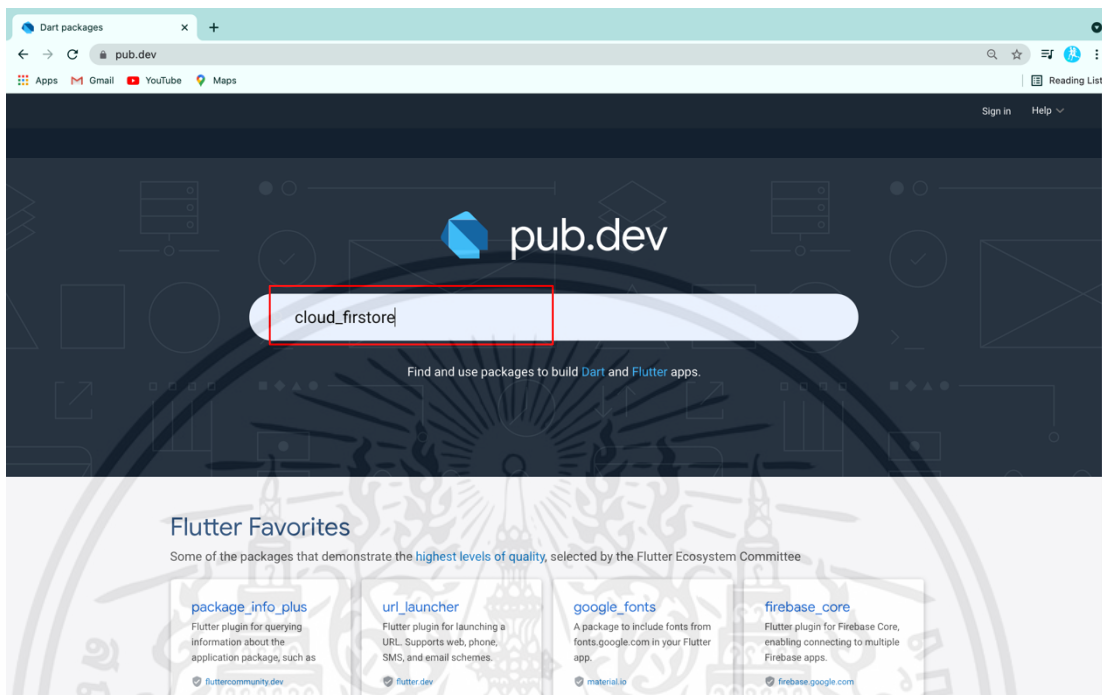 Dart packages
pub.dev
Apps Gmail YouTube Maps Reading List
Sign in Help
pub.dev
cloud_firstore
Find and use packages to build Dart and Flutter apps.
Flutter Favorites
Some of the packages that demonstrate the highest levels of quality, selected by the Flutter Ecosystem Committee
package_info_plus
Flutter plugin for querying
information about the
application package, such as
fluttercommunity.dev
url_launcher
Flutter plugin for launching a
URL. Supports web, phone,
SMS, and email schemes.
flutter.dev
google_fonts
A package to include fonts from
fonts.google.com in your Flutter
app.
material.io
firebase_core
Flutter plugin for Firebase Core,
enabling connecting to multiple
Firebase apps.
firebase.google.com